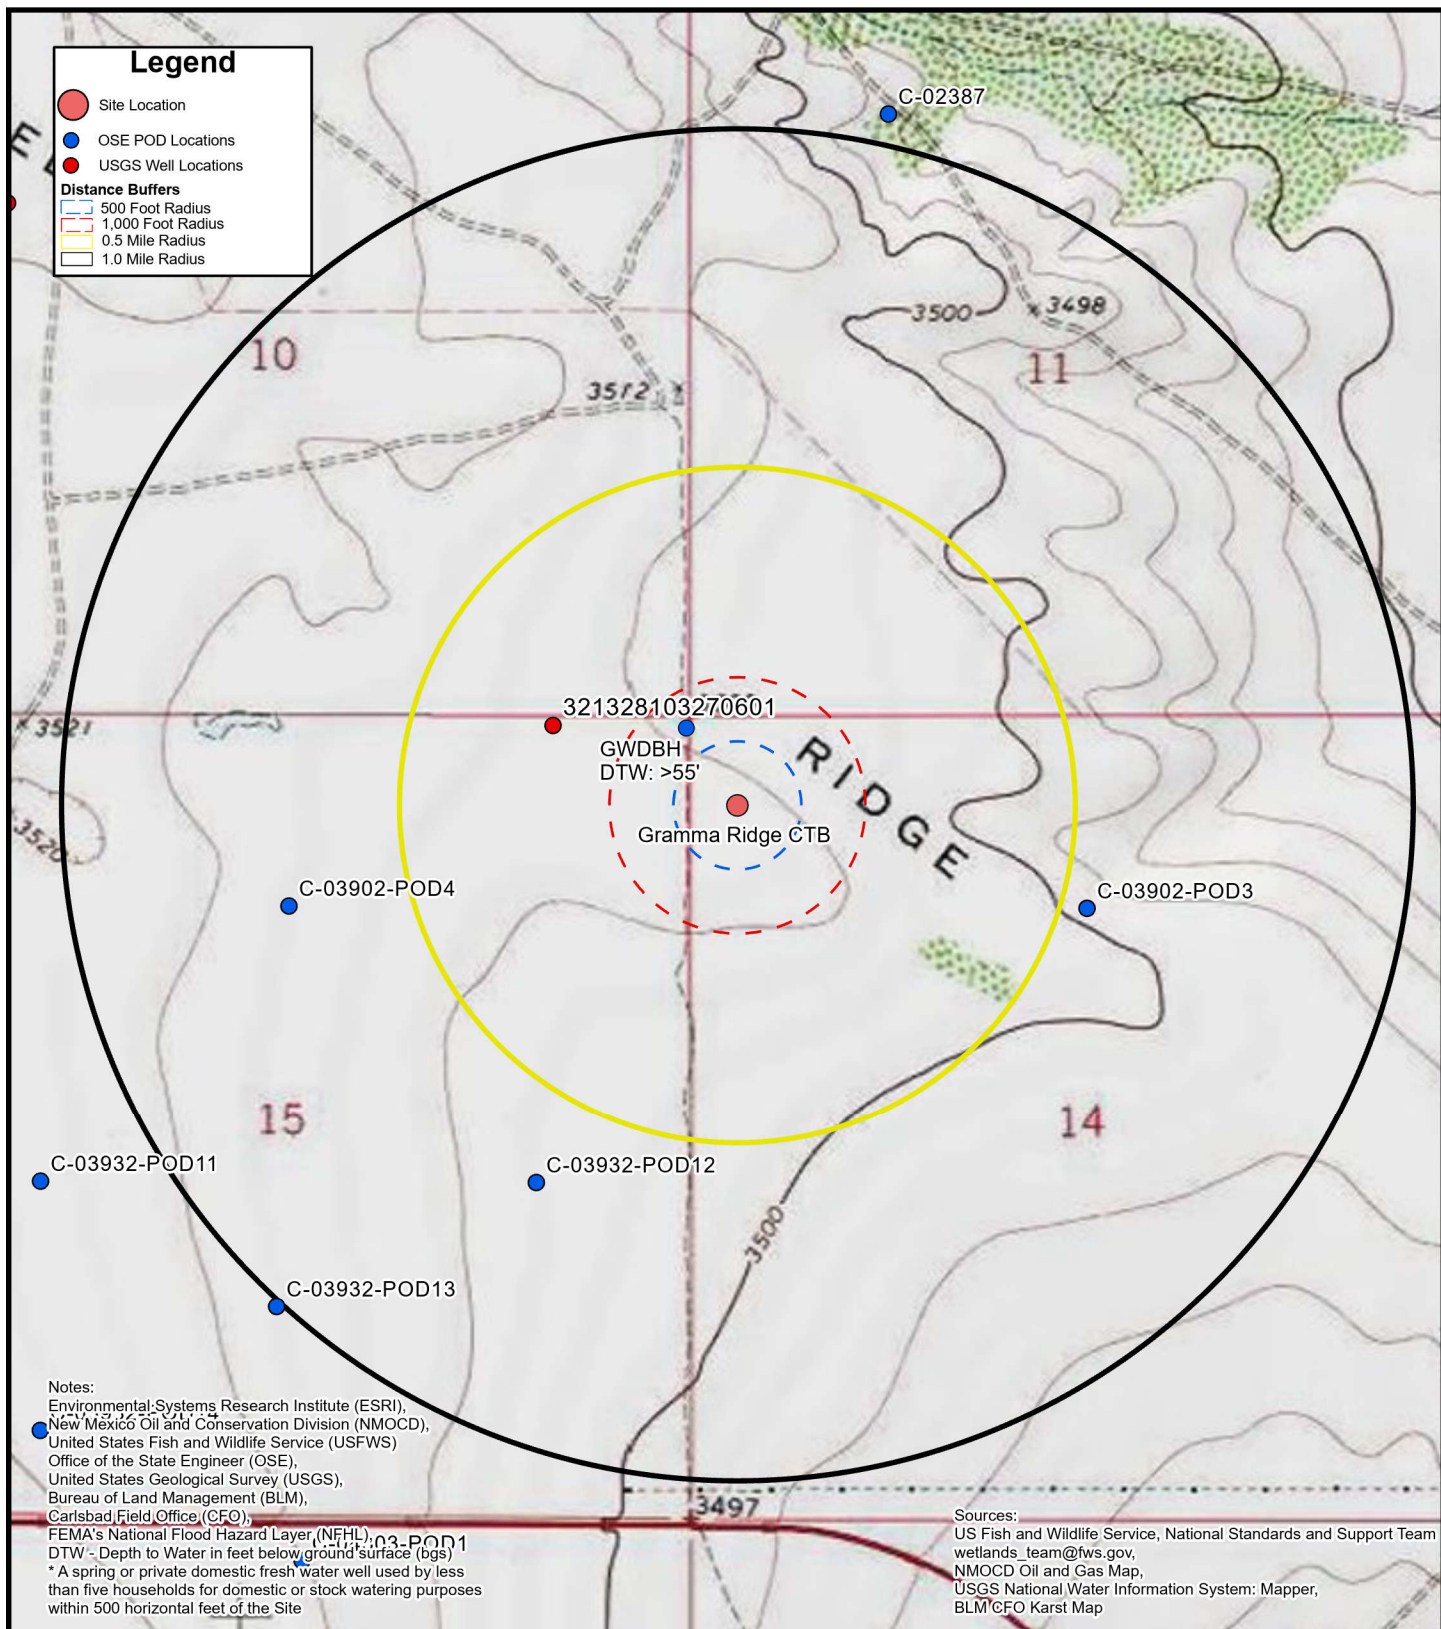 Legend
Site Location
OSE POD Locations
USGS Well Locations
Distance Buffers
500 Foot Radius
1,000 Foot Radius
0.5 Mile Radius
1.0 Mile Radius
C-02387
3500
3498
10
11
3512
321328103270601
3521
GWDBH
DTW: >55'
RIDGE
Gramma Ridge CTB
3520
C-03902-POD4
C-03902-POD3
15
14
C-03932-POD11
C-03932-POD12
3500
C-03932-POD13
Notes:
Environmental Systems Research Institute (ESRI),
New Mexico Oil and Conservation Division (NMOCD),
United States Fish and Wildlife Service (USFWS)
Office of the State Engineer (OSE),
United States Geological Survey (USGS),
Bureau of Land Management (BLM),
Carlsbad Field Office (CFO),
FEMA's National Flood Hazard Layer (NFHL)
DTW - Depth to Water in feet below ground surface (bgs)
* A spring or private domestic fresh water well used by less
than five households for domestic or stock watering purposes
within 500 horizontal feet of the Site
3497
Sources:
US Fish and Wildlife Service, National Standards and Support Team
wetlands_team@fws.gov,
NMOCD Oil and Gas Map,
USGS National Water Information System: Mapper,
BLM CFO Karst Map